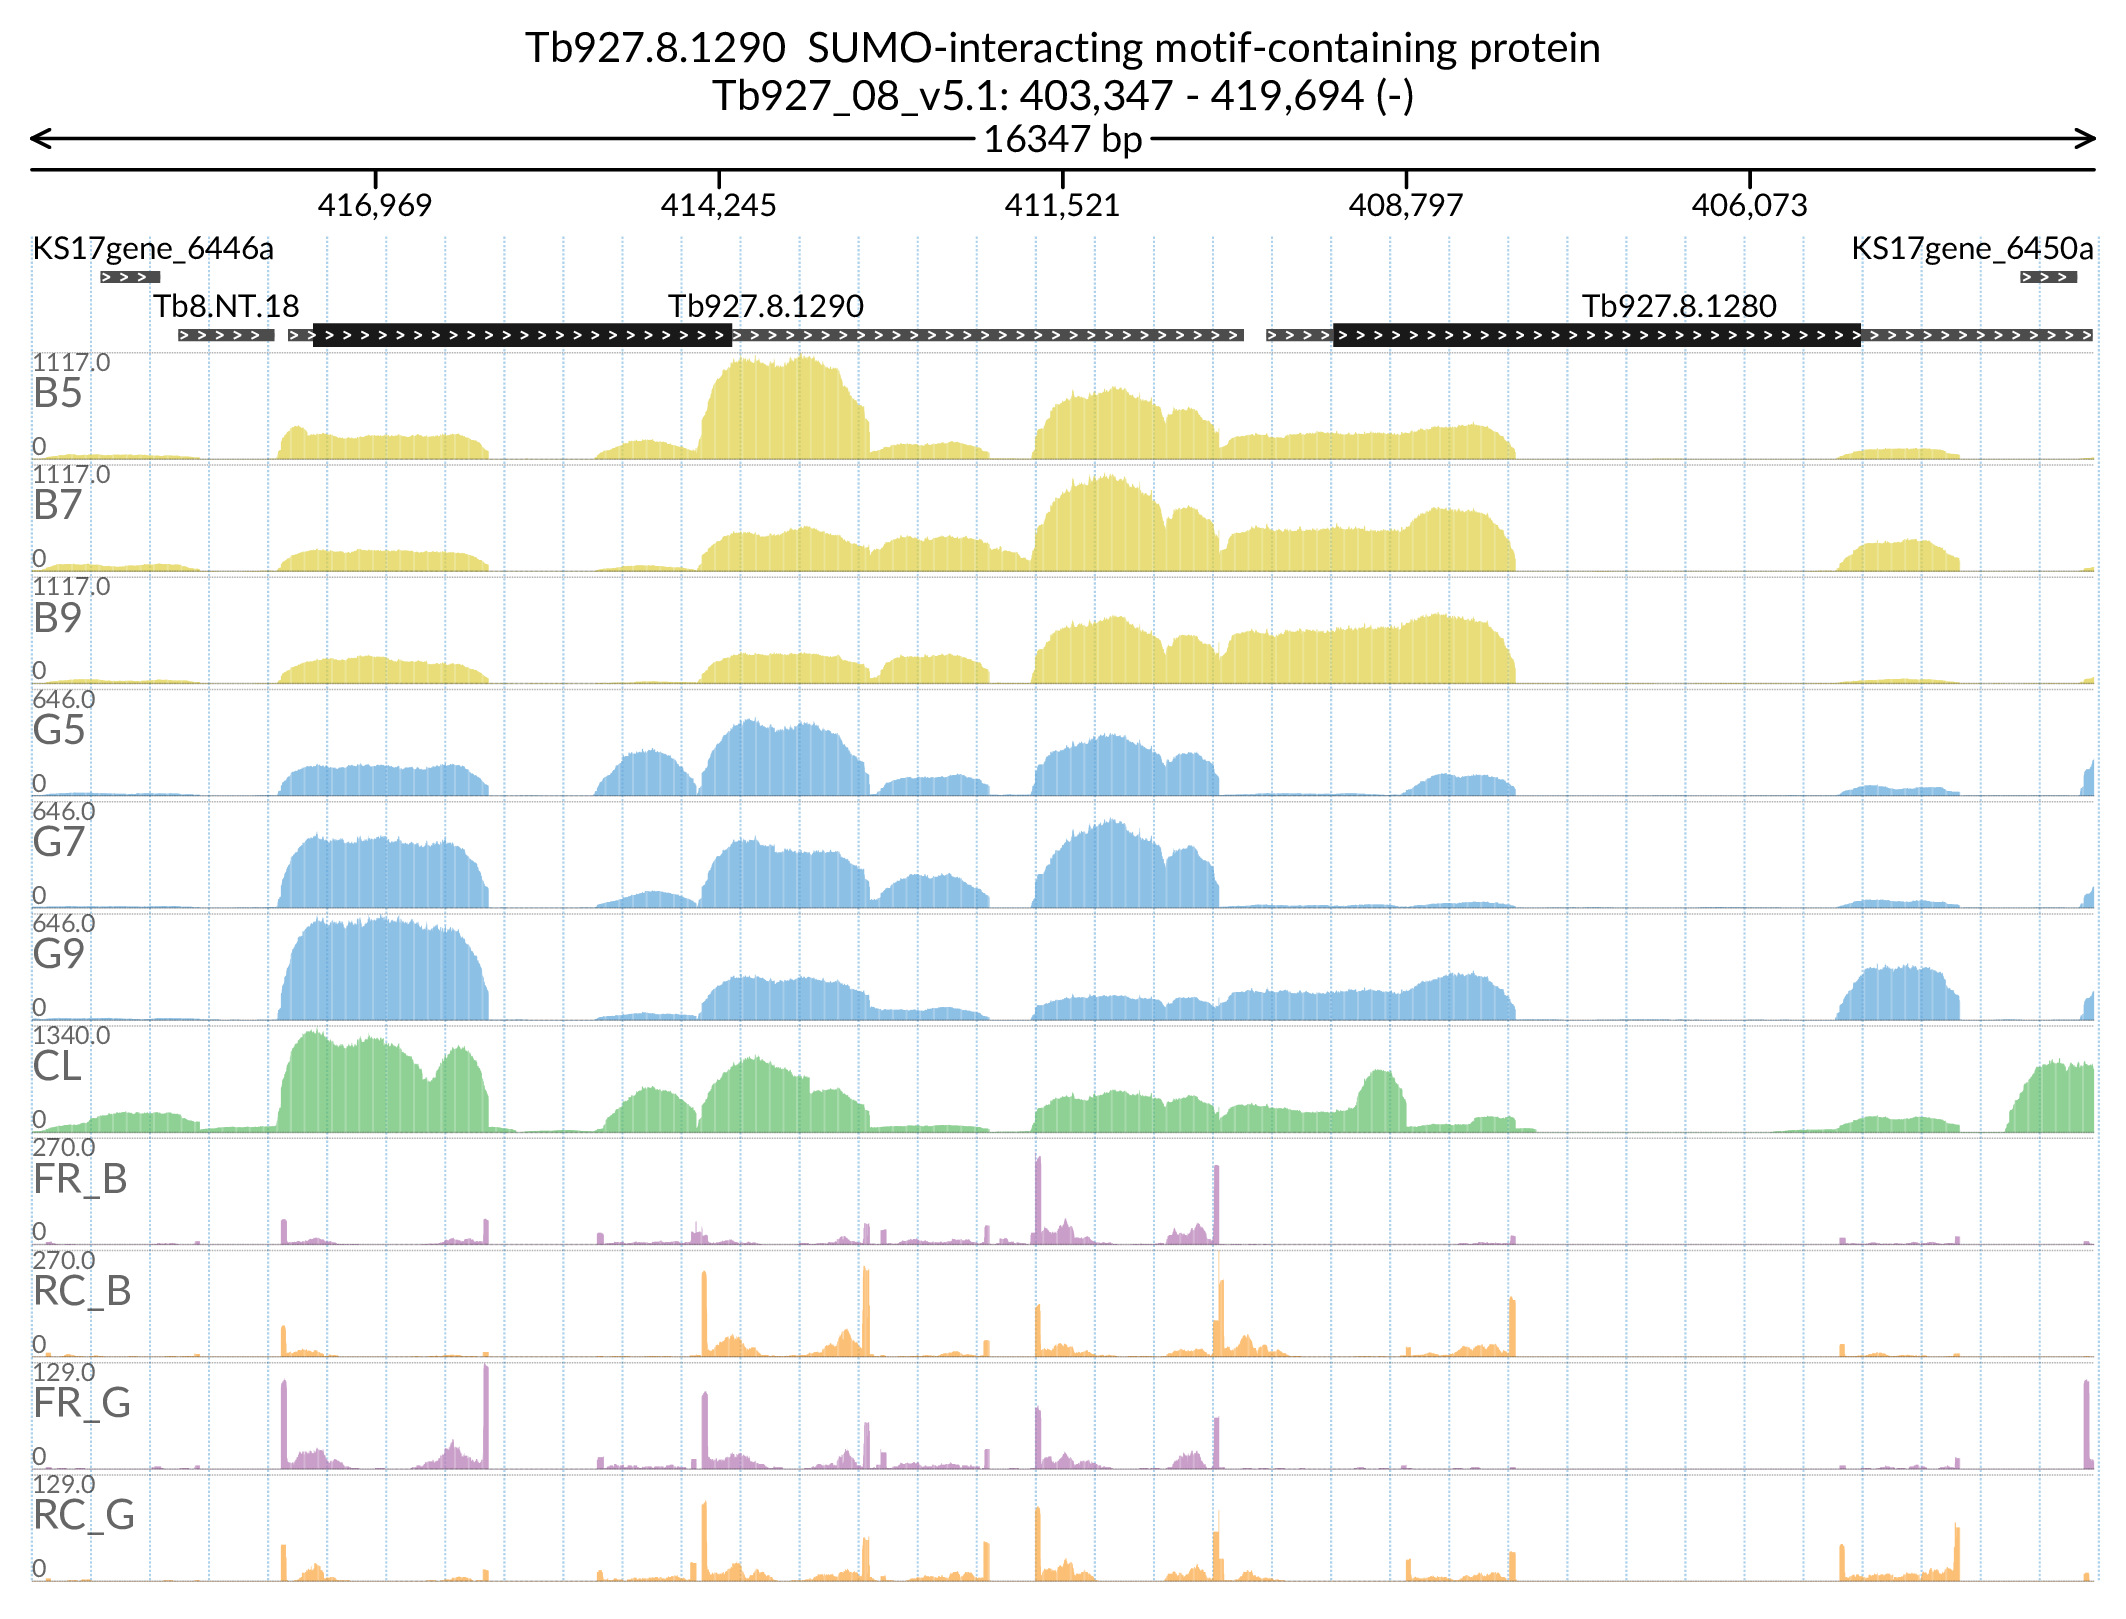 Tb927.8.1290  SUMO-interacting motif-containing protein
Tb927_08_v5.1: 403,347 - 419,694 (-)
16347 bp
416,969 414,245 411,521 408,797 406,073
KS17gene_6446a KS17gene_6450a
Tb8.NT.18 Tb927.8.1290 Tb927.8.1280
1117.0
B5
0
1117.0
B7
0
1117.0
B9
0
646.0
G5
0
646.0
G7
0
646.0
G9
0
1340.0
CL
0
270.0
FR_B
0
270.0
RC_B
0
129.0
FR_G
0
129.0
RC_G
0